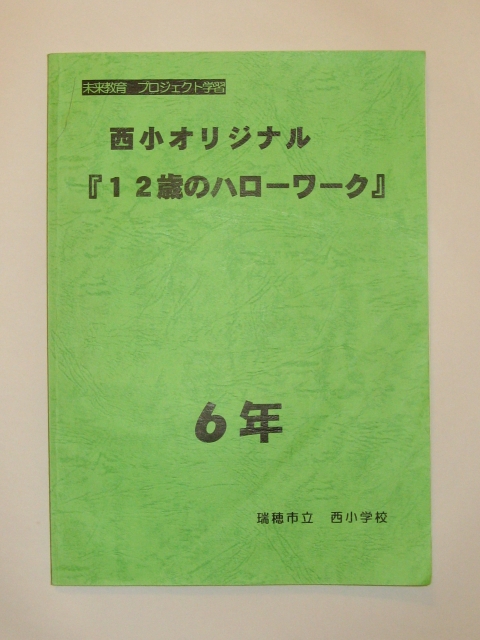 未来教育　プロジェクト学習
西小オリジナル
『１２歳のハローワーク』
６年
瑞穂市立　西小学校